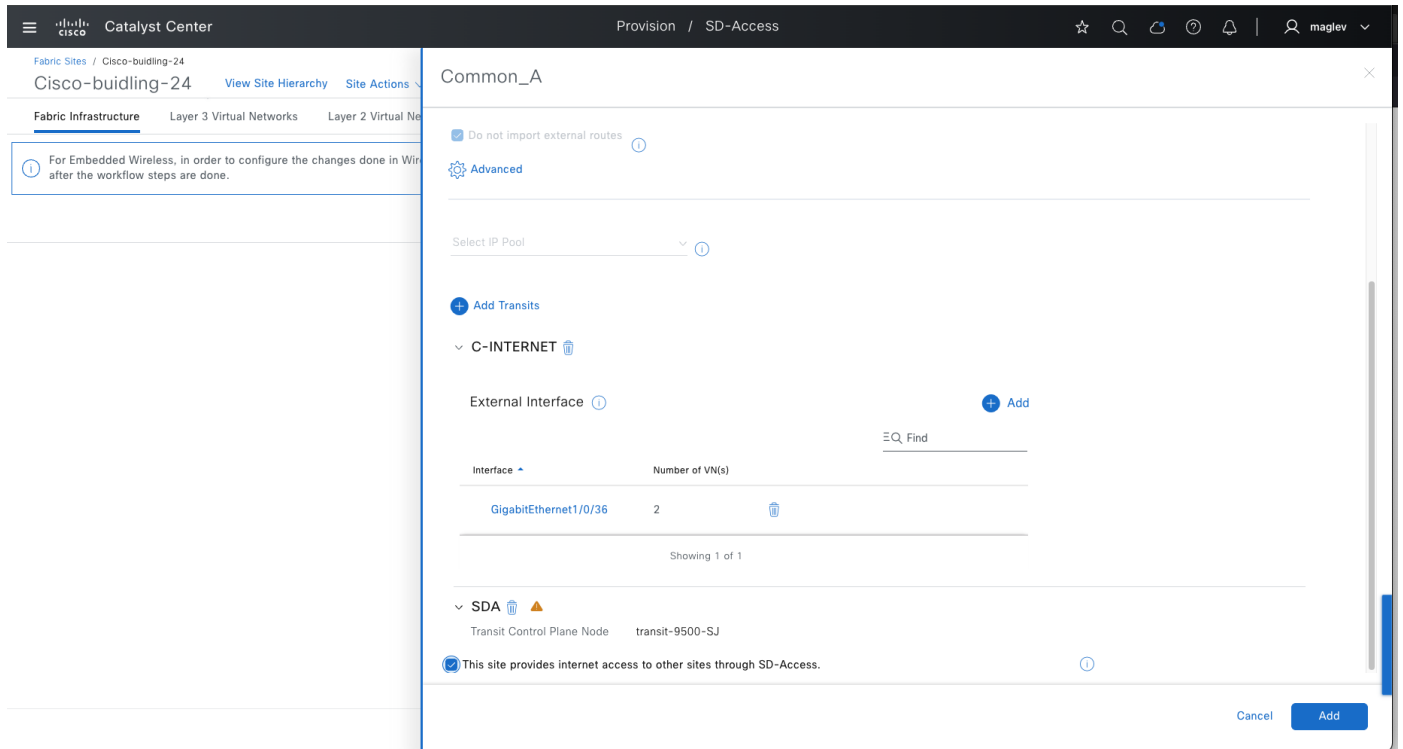 cisco Catalyst Center
Provision / SD-Access
maglev
Fabric Sites / Cisco-buidling-24
Cisco-buidling-24 View Site Hierarchy Site Actions
Fabric Infrastructure Layer 3 Virtual Networks Layer 2 Virtual Ne
For Embedded Wireless, in order to configure the changes done in Wir
after the workflow steps are done.
Common_A
Do not import external routes
Advanced
Select IP Pool
Add Transits
C-INTERNET
External Interface
Add
Find
Interface Number of VN(s)
GigabitEthernet1/0/36 2
Showing 1 of 1
SDA
Transit Control Plane Node transit-9500-SJ
This site provides internet access to other sites through SD-Access.
Cancel Add